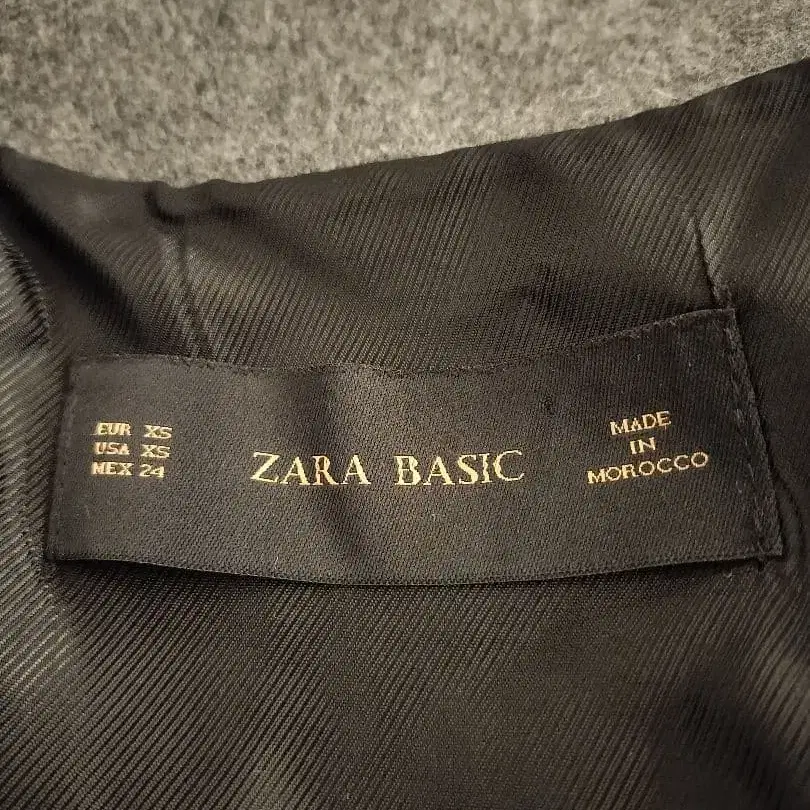 EUR XS
USA XS
MEX 24
ZARA BASIC
MADE
IN
MOROCCO